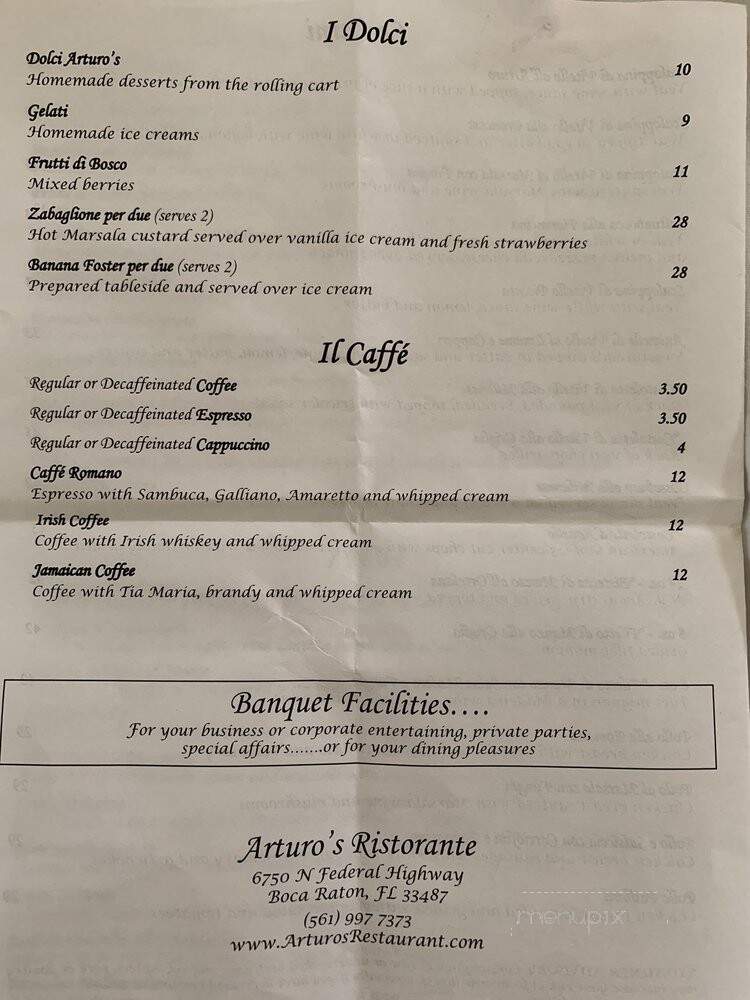 I Dolci
Dolci Arturo's 10
Homemade desserts from the rolling cart
Gelati 9
Homemade ice creams
Frutti di Bosco 11
Mixed berries
Zabaglione per due (serves 2) 28
Hot Marsala custard served over vanilla ice cream and fresh strawberries
Banana Foster per due (serves 2) 28
Prepared tableside and served over ice cream
Il Caffé
Regular or Decaffeinated Coffee 3.50
Regular or Decaffeinated Espresso 3.50
Regular or Decaffeinated Cappuccino 4
Caffé Romano 12
Espresso with Sambuca, Galliano, Amaretto and whipped cream
Irish Coffee 12
Coffee with Irish whiskey and whipped cream
Jamaican Coffee 12
Coffee with Tia Maria, brandy and whipped cream
Banquet Facilities....
For your business or corporate entertaining, private parties,
special affairs.......or for your dining pleasures
Arturo's Ristorante
6750 N Federal Highway
Boca Raton, FL 33487
(561) 997 7373
www.ArturosRestaurant.com
menupix